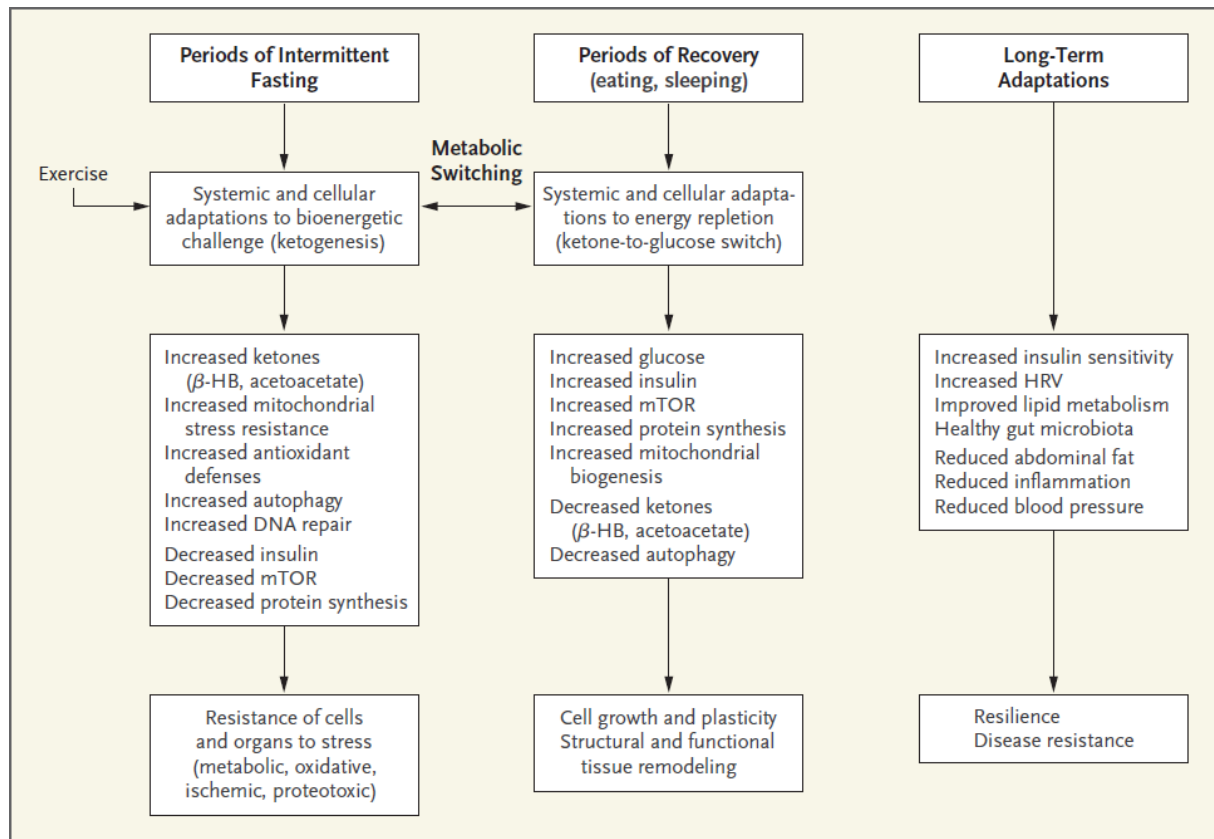 Periods of Intermittent
Fasting
Exercise
Systemic and cellular
adaptations to bioenergetic
challenge (ketogenesis)
Increased ketones
(β-HB, acetoacetate)
Increased mitochondrial
stress resistance
Increased antioxidant
defenses
Increased autophagy
Increased DNA repair
Decreased insulin
Decreased mTOR
Decreased protein synthesis
Resistance of cells
and organs to stress
(metabolic, oxidative,
ischemic, proteotoxic)
Metabolic
Switching
Periods of Recovery
(eating, sleeping)
Systemic and cellular adapta-
tions to energy repletion
(ketone-to-glucose switch)
Increased glucose
Increased insulin
Increased mTOR
Increased protein synthesis
Increased mitochondrial
biogenesis
Decreased ketones
(β-HB, acetoacetate)
Decreased autophagy
Cell growth and plasticity
Structural and functional
tissue remodeling
Long-Term
Adaptations
Increased insulin sensitivity
Increased HRV
Improved lipid metabolism
Healthy gut microbiota
Reduced abdominal fat
Reduced inflammation
Reduced blood pressure
Resilience
Disease resistance